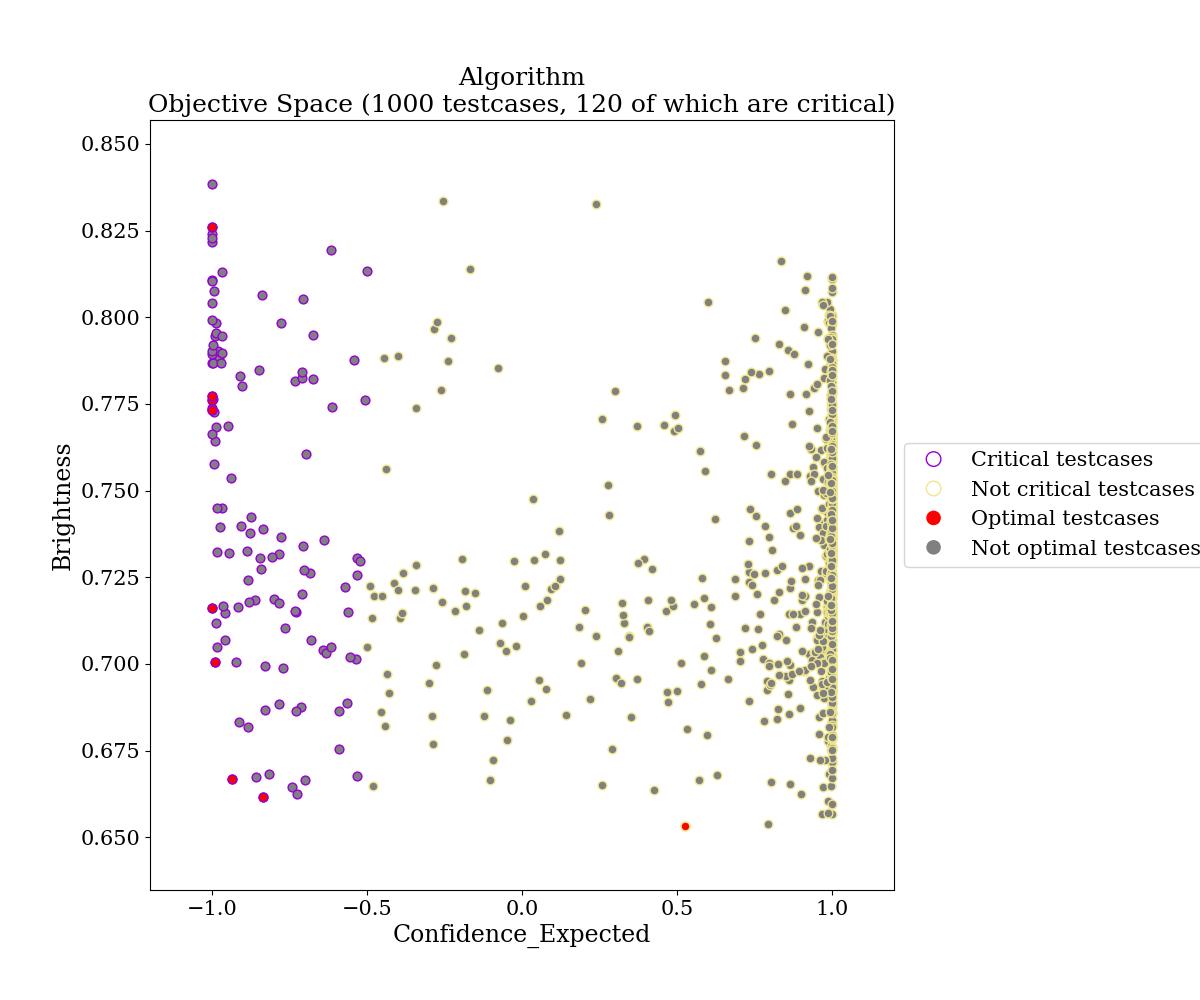 Algorithm
Objective Space (1000 testcases, 120 of which are critical)
0.850
0.825
0.800
0.775
0.750
0.725
0.700
0.675
0.650
Brightness
−1.0
−0.5
0.0
0.5
1.0
Confidence_Expected
Critical testcases
Not critical testcases
Optimal testcases
Not optimal testcases